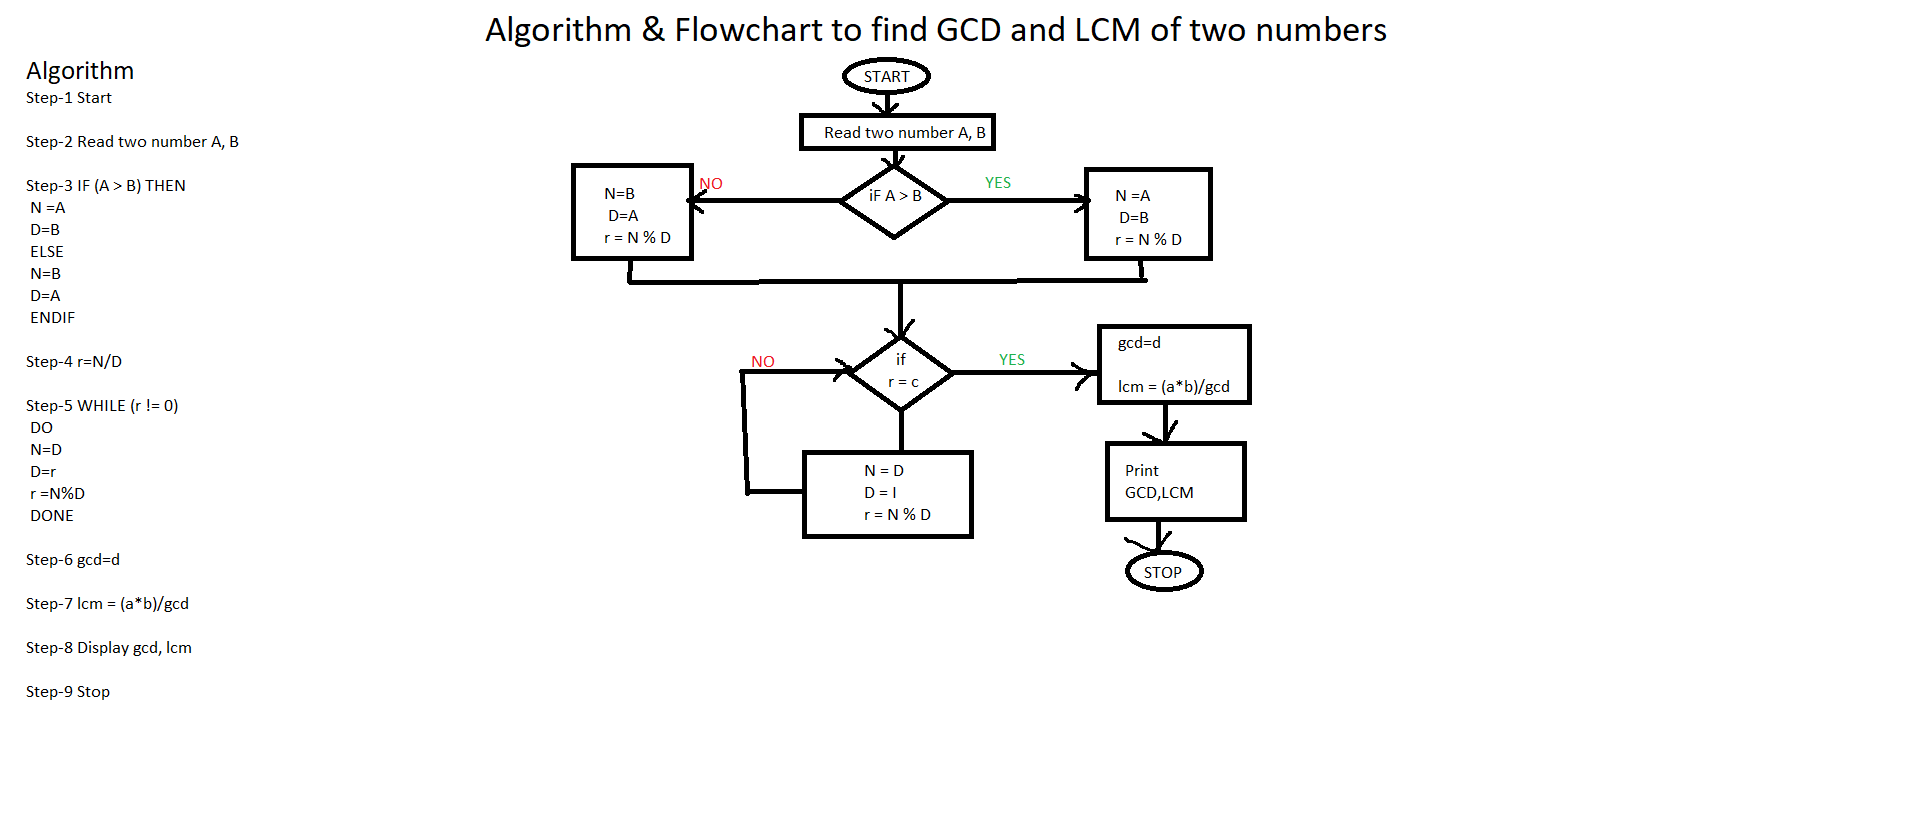 Algorithm & Flowchart to find GCD and LCM of two numbers
Algorithm
Step-1 Start
Step-2 Read two number A, B
Step-3 IF (A > B) THEN
N =A
D=B
ELSE
N=B
D=A
ENDIF
Step-4 r=N/D
Step-5 WHILE (r != 0)
DO
N=D
D=r
r =N%D
DONE
Step-6 gcd=d
Step-7 lcm = (a*b)/gcd
Step-8 Display gcd, lcm
Step-9 Stop
START
Read two number A, B
iF A > B
NO
YES
N=B
D=A
r = N % D
N =A
D=B
r = N % D
if
r = c
NO
YES
N = D
D = I
r = N % D
gcd=d
lcm = (a*b)/gcd
Print
GCD,LCM
STOP